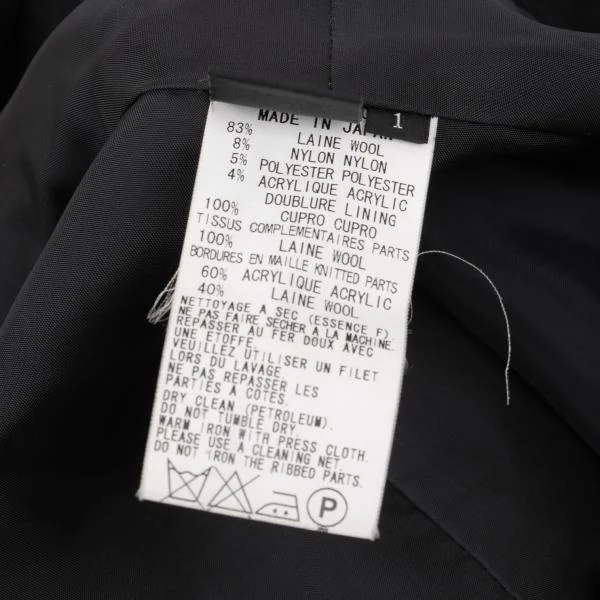 1
MADE IN JAPAN
83% LAINE WOOL
8% NYLON NYLON
5% POLYESTER POLYESTER
4% ACRYLIQUE ACRYLIC
DOUBLURE LINING
100% CUPRO CUPRO
TISSUS COMPLEMENTAIRES PARTS
100% LAINE WOOL
BORDURES EN MAILLE KNITTED PARTS
60% ACRYLIQUE ACRYLIC
40% LAINE WOOL
NETTOYAGE A SEC (ESSENCE F).
NE PAS FAIRE SECHER A LA MACHINE.
REPASSER AU FER DOUX AVEC
UNE ETOFFE.
VEUILLEZ UTILISER UN FILET
LORS DU LAVAGE.
NE PAS REPASSER LES
PARTIES A COTES.
DRY CLEAN (PETROLEUM).
DO NOT TUMBLE DRY.
WARM IRON WITH PRESS CLOTH.
PLEASE USE A CLEANING NET.
DO NOT IRON THE RIBBED PARTS.
P